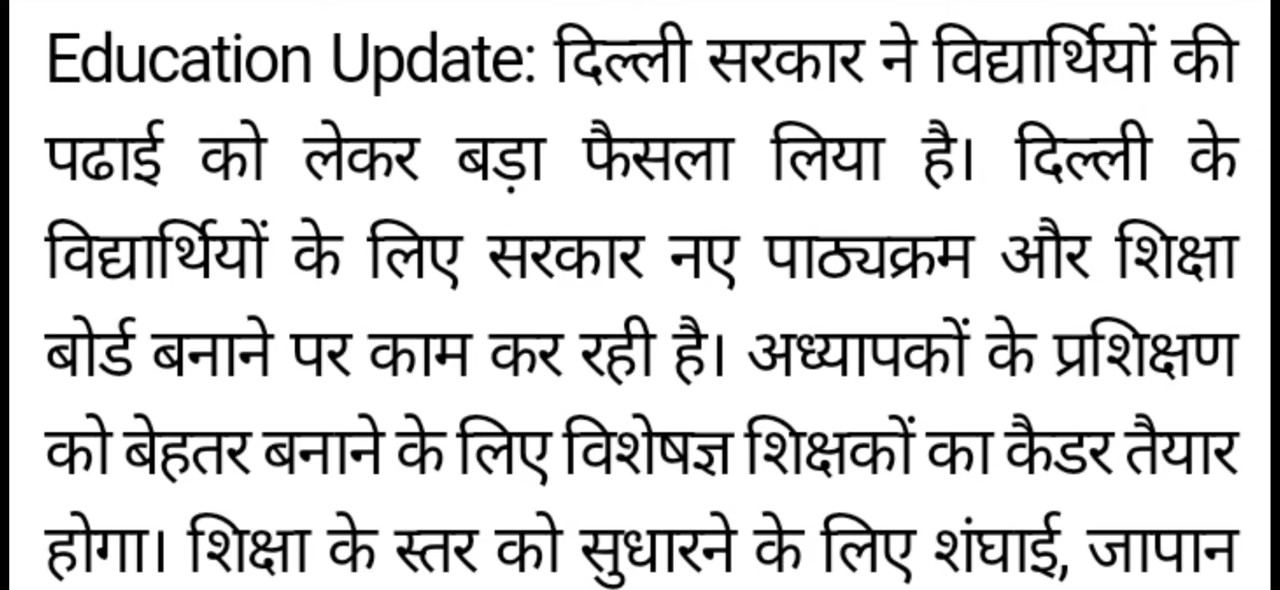 Education Update: दिल्ली सरकार ने विद्यार्थियों की
पढाई को लेकर बड़ा फैसला लिया है। दिल्ली के
विद्यार्थियों के लिए सरकार नए पाठ्यक्रम और शिक्षा
बोर्ड बनाने पर काम कर रही है। अध्यापकों के प्रशिक्षण
को बेहतर बनाने के लिए विशेषज्ञ शिक्षकों का कैडर तैयार
होगा। शिक्षा के स्तर को सुधारने के लिए शंघाई, जापान